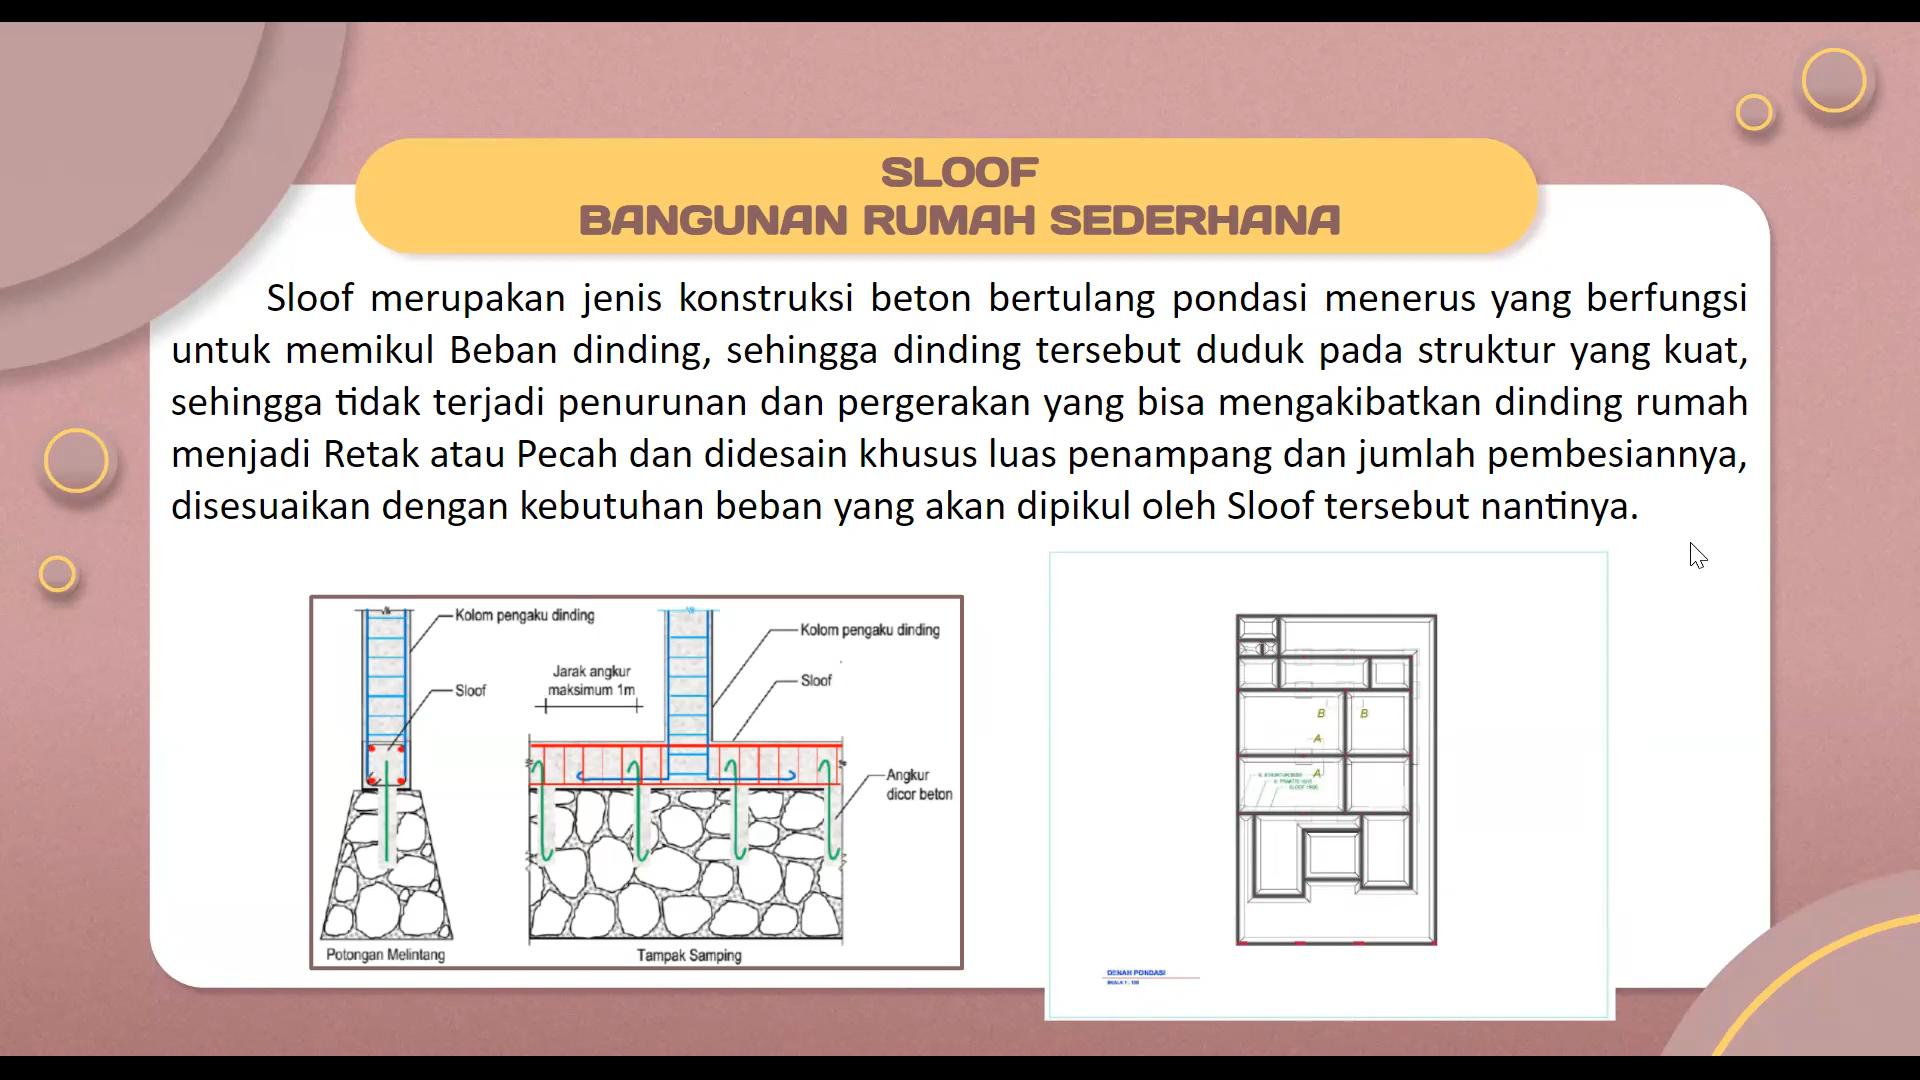 SLOOF
BANGUNAN RUMAH SEDERHANA
Sloof merupakan jenis konstruksi beton bertulang pondasi menerus yang berfungsi
untuk memikul Beban dinding, sehingga dinding tersebut duduk pada struktur yang kuat,
sehingga tidak terjadi penurunan dan pergerakan yang bisa mengakibatkan dinding rumah
menjadi Retak atau Pecah dan didesain khusus luas penampang dan jumlah pembesiannya,
disesuaikan dengan kebutuhan beban yang akan dipikul oleh Sloof tersebut nantinya.
Kolom pengaku dinding
Sloof
Potongan Melintang
Jarak angkur
maksimum 1m
Kolom pengaku dinding
Sloof
Angkur
dicor beton
Tampak Samping
B B
A
A
DENAH PONDASI
SKALA 1 : 100